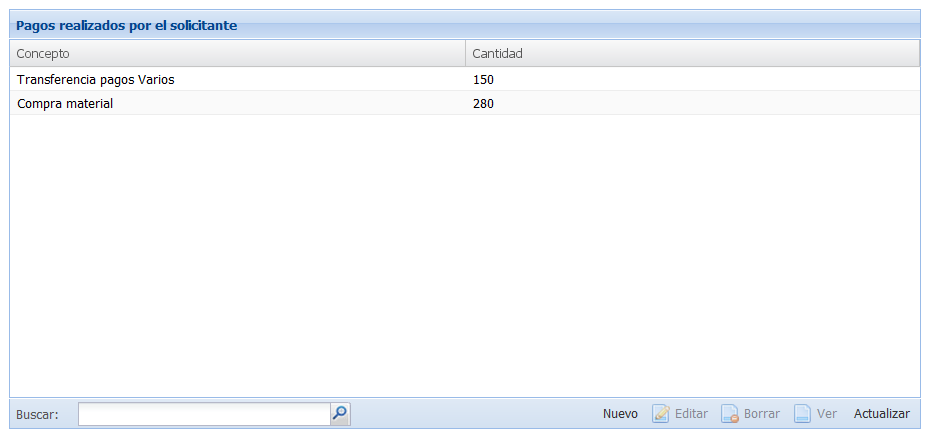 Pagos realizados por el solicitante
Concepto Cantidad
Transferencia pagos Varios 150
Compra material 280
Buscar: Nuevo Editar Borrar Ver Actualizar